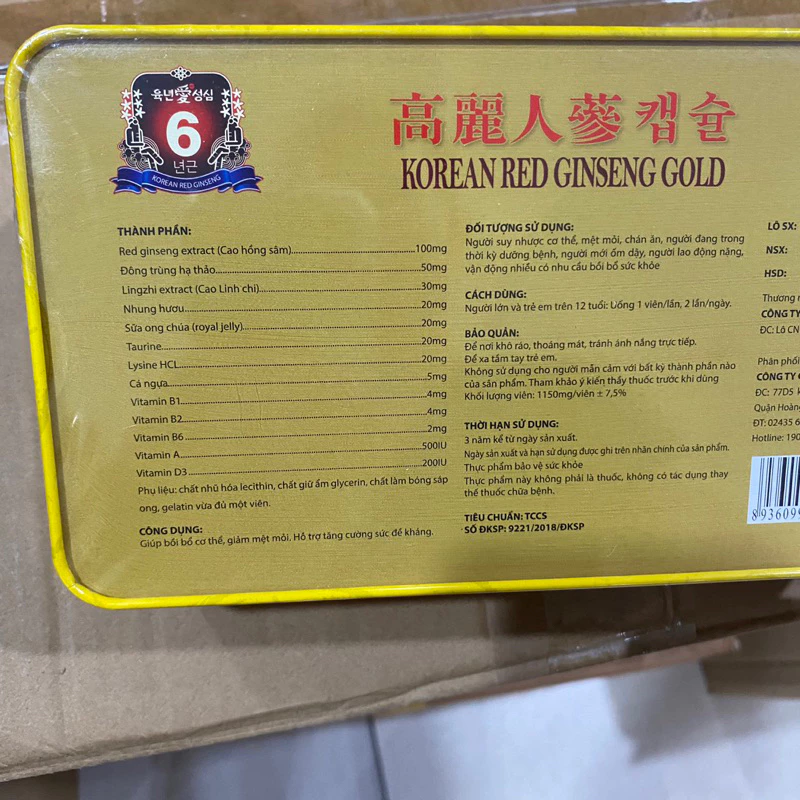 육년愛성심
6
년근
KOREAN RED GINSENG
高麗人蔘캡슐
KOREAN RED GINSENG GOLD
THÀNH PHẦN:
Red ginseng extract (Cao hồng sâm)....100mg
Đông trùng hạ thảo....50mg
Lingzhi extract (Cao Linh chi)....30mg
Nhung hươu....20mg
Sữa ong chúa (royal jelly)....20mg
Taurine....20mg
Lysine HCL....20mg
Cá ngựa....5mg
Vitamin B1....4mg
Vitamin B2....4mg
Vitamin B6....2mg
Vitamin A....500IU
Vitamin D3....200IU
Phụ liệu: chất nhũ hóa lecithin, chất giữ ẩm glycerin, chất làm bóng sáp
ong, gelatin vừa đủ một viên.
CÔNG DỤNG:
Giúp bồi bổ cơ thể, giảm mệt mỏi. Hỗ trợ tăng cường sức đề kháng.
ĐỐI TƯỢNG SỬ DỤNG:
Người suy nhược cơ thể, mệt mỏi, chán ăn, người đang trong
thời kỳ dưỡng bệnh, người mới ốm dậy, người lao động nặng,
vận động nhiều có nhu cầu bồi bổ sức khỏe
CÁCH DÙNG:
Người lớn và trẻ em trên 12 tuổi: Uống 1 viên/lần, 2 lần/ngày.
BẢO QUẢN:
Để nơi khô ráo, thoáng mát, tránh ánh nắng trực tiếp.
Để xa tầm tay trẻ em.
Không sử dụng cho người mẫn cảm với bất kỳ thành phần nào
của sản phẩm. Tham khảo ý kiến thầy thuốc trước khi dùng
Khối lượng viên: 1150mg/viên ± 7,5%
THỜI HẠN SỬ DỤNG:
3 năm kể từ ngày sản xuất.
Ngày sản xuất và hạn sử dụng được ghi trên nhãn chính của sản phẩm.
Thực phẩm bảo vệ sức khỏe
Thực phẩm này không phải là thuốc, không có tác dụng thay
thế thuốc chữa bệnh.
TIÊU CHUẨN: TCCS
SỐ ĐKSP: 9221/2018/ĐKSP
LÔ SX:
NSX:
HSD:
Thương
CÔNG TY
ĐC: Lô CN
Phân phối
CÔNG TY
ĐC: 77D5
Quận Hoàng
ĐT: 02435 6
Hotline: 190
893609